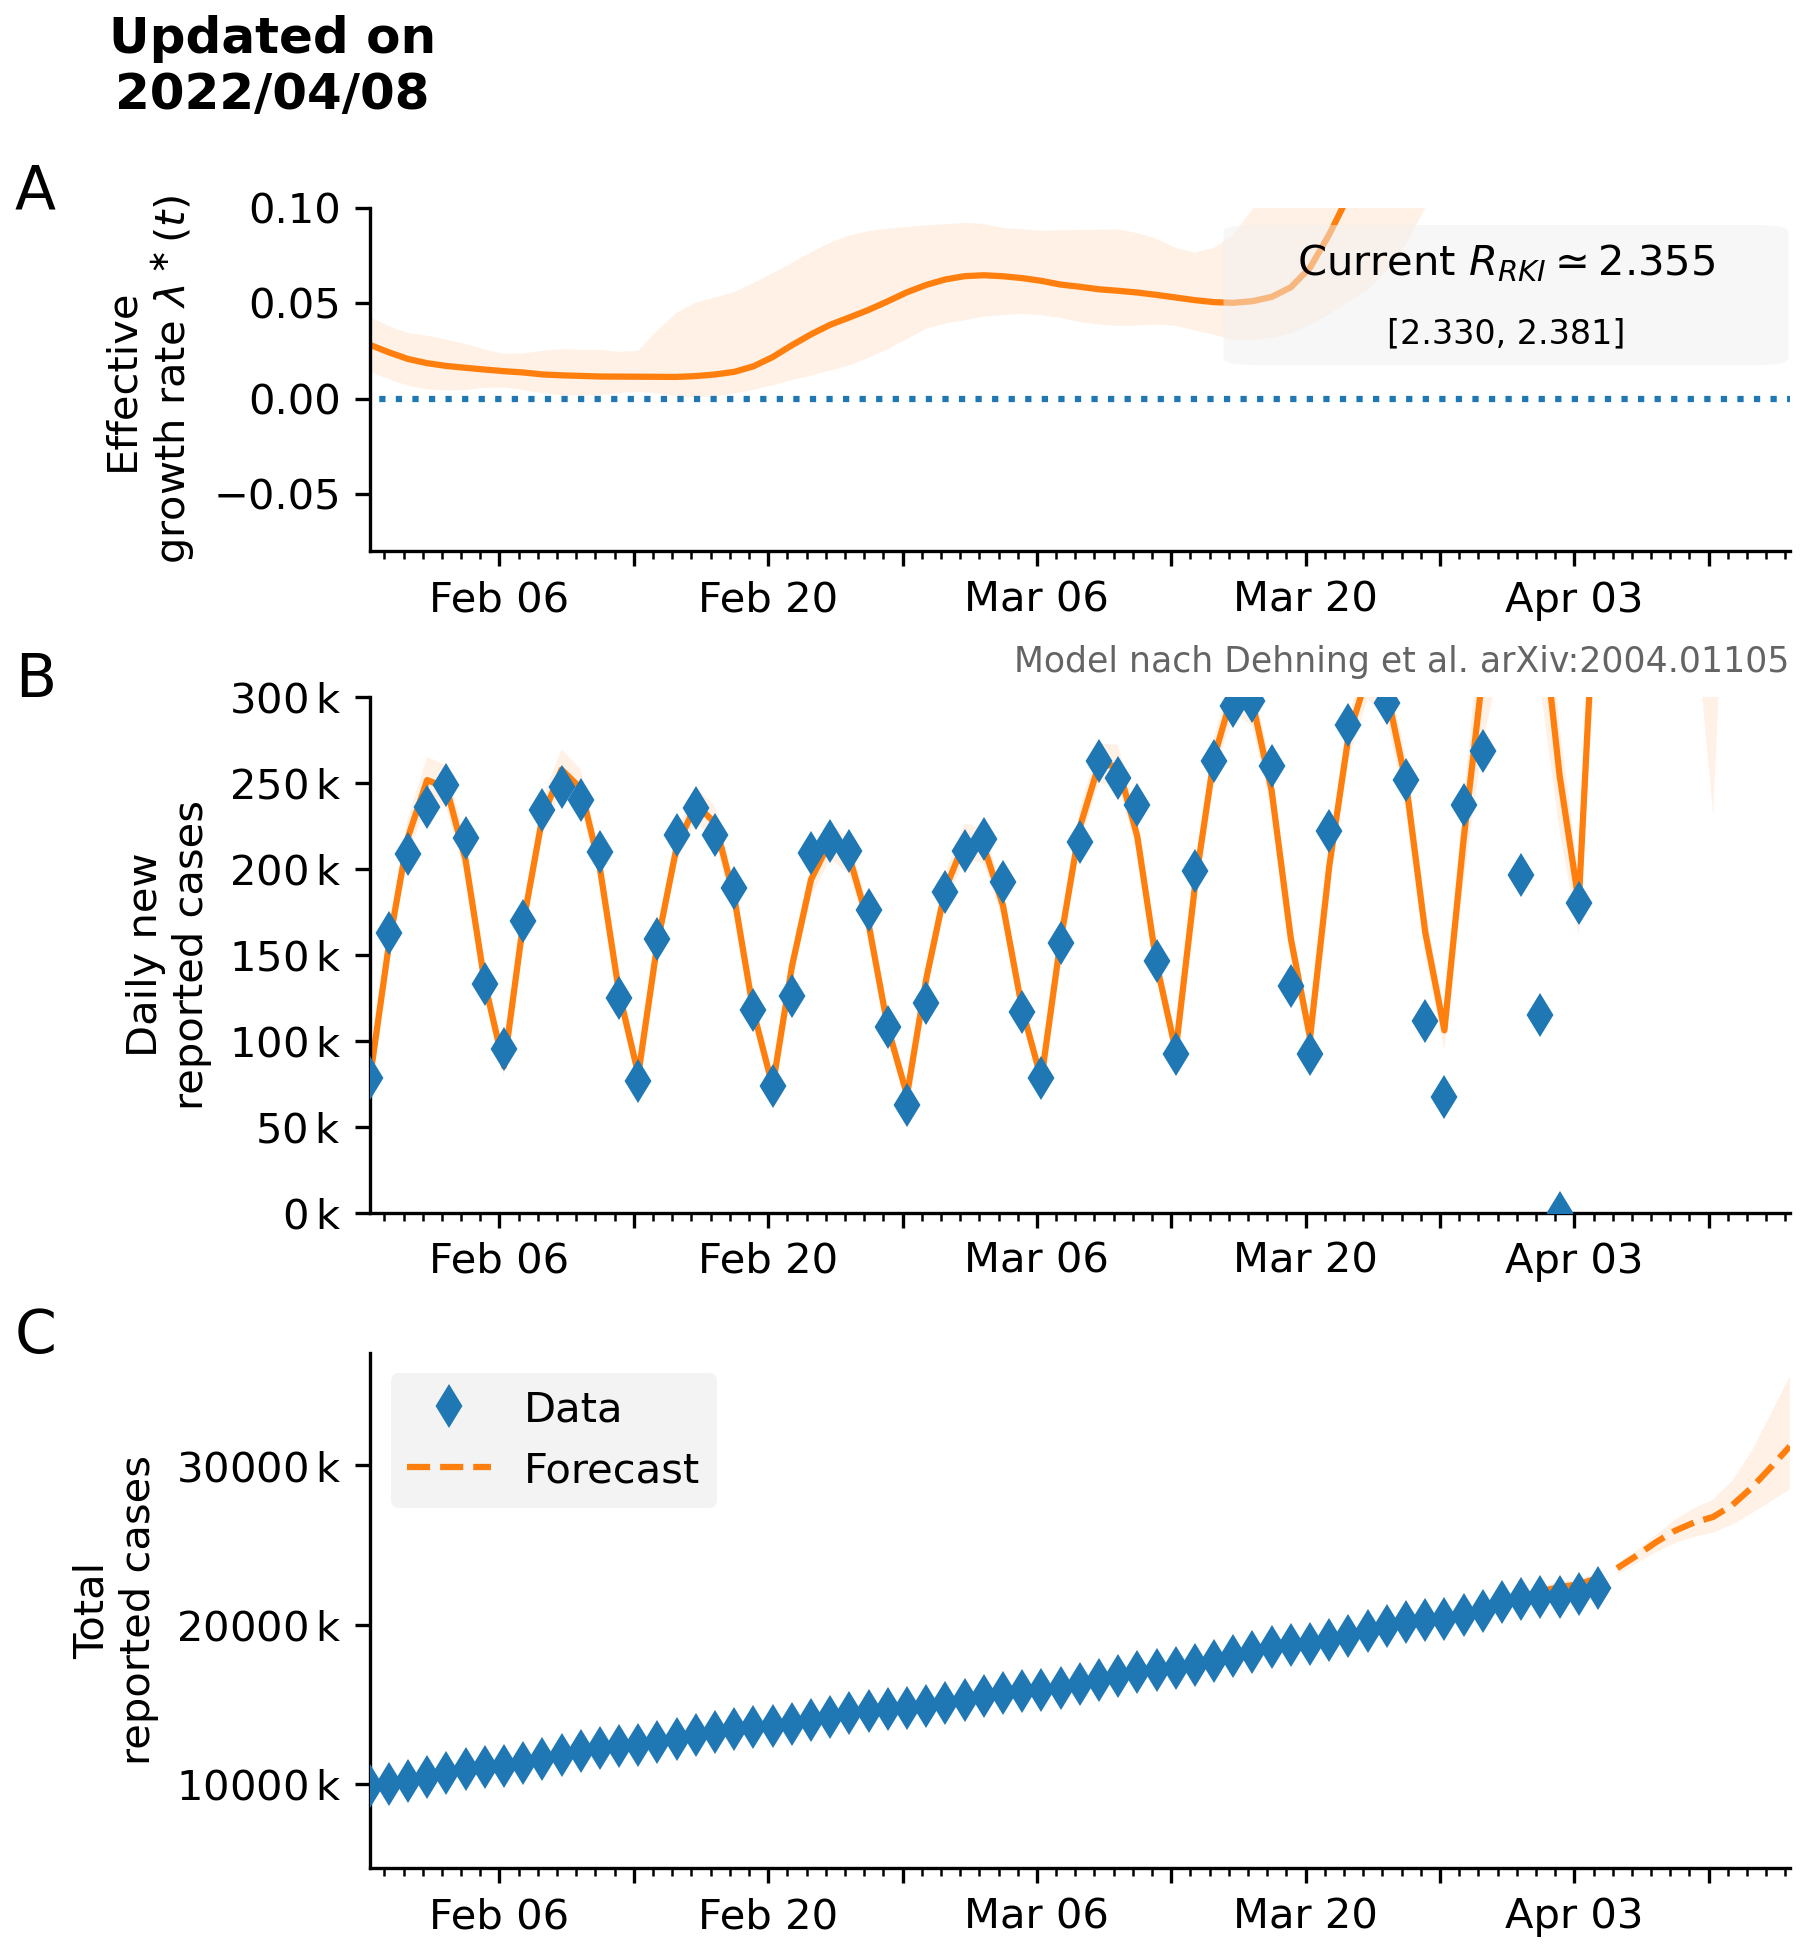 Updated on
2022/04/08
A
Effective
growth rate λ * (t)
0.10
0.05
0.00
−0.05
Current R_RKI ≃ 2.355
[2.330, 2.381]
Feb 06
Feb 20
Mar 06
Mar 20
Apr 03
Model nach Dehning et al. arXiv:2004.01105
B
Daily new
reported cases
300 k
250 k
200 k
150 k
100 k
50 k
0 k
Feb 06
Feb 20
Mar 06
Mar 20
Apr 03
C
Total
reported cases
30000 k
20000 k
10000 k
Data
Forecast
Feb 06
Feb 20
Mar 06
Mar 20
Apr 03